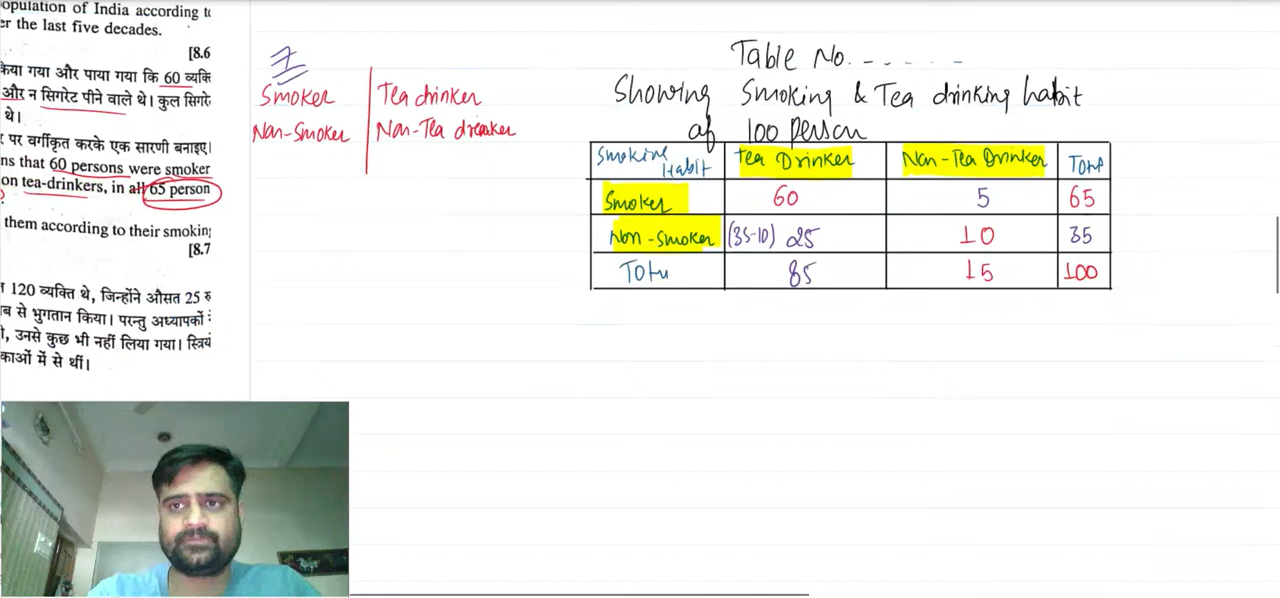 opulation of India according to
er the last five decades.
[8.6
केया गया और पाया गया कि 60 व्यक्ति
और न सिगरेट पीने वाले थे। कुल सिगरे
थे।
र पर वर्गीकृत करके एक सारणी बनाइए।
ns that 60 persons were smoker
on tea-drinkers, in all 65 person
?
them according to their smoking
[8.7
त 120 व्यक्ति थे, जिन्होंने औसत 25 रु
ब से भुगतान किया। परन्तु अध्यापकों
ो, उनसे कुछ भी नहीं लिया गया। स्त्रियं
काओं में से थीं।
7
Smoker Tea drinker
Non-Smoker Non-Tea dreaker
Table No. - - - - - -
Showing Smoking & Tea drinking habit
of 100 person
Smoking Habit Tea Drinker Non-Tea Drinker Total
Smoker 60 5 65
Non-smoker (35-10) 25 10 35
Total 85 15 100